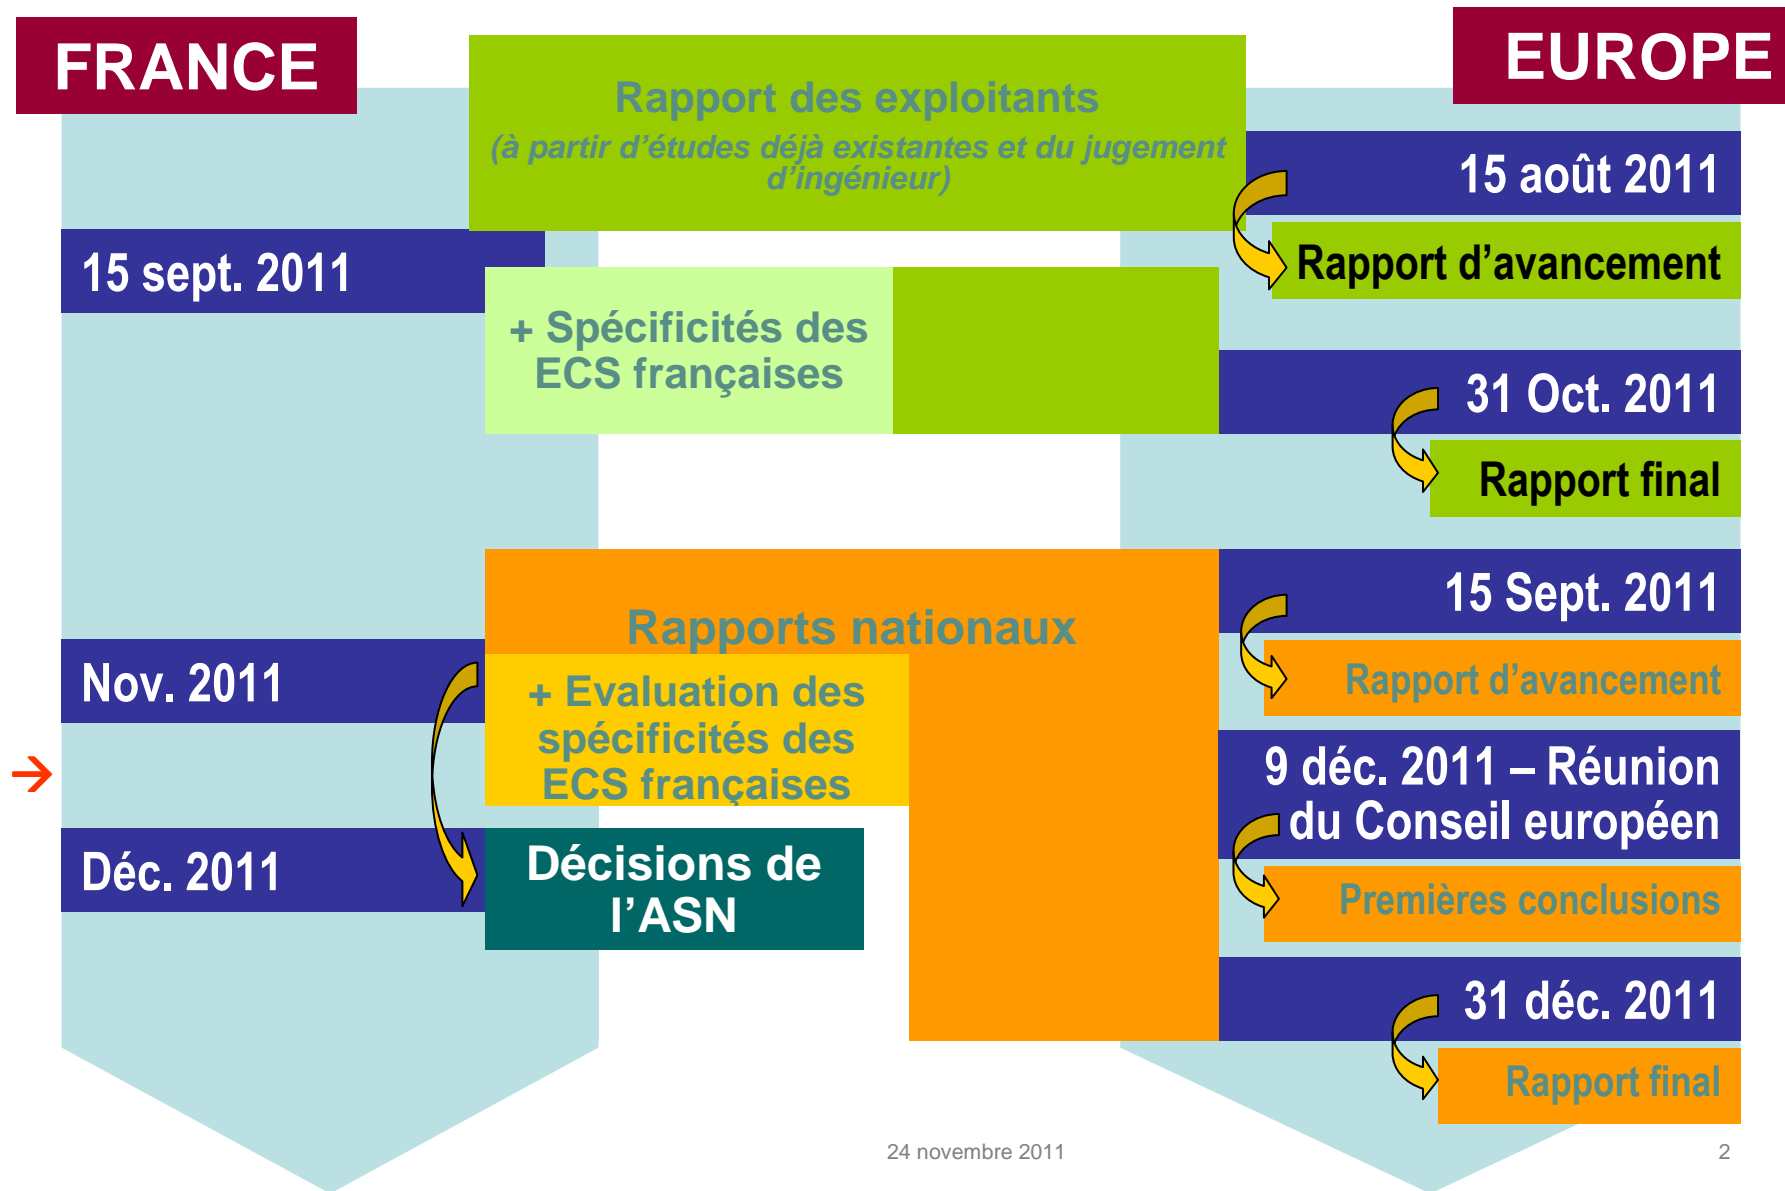 FRANCE
EUROPE
Rapport des exploitants
(à partir d’études déjà existantes et du jugement
d’ingénieur)
15 août 2011
Rapport d’avancement
15 sept. 2011
+ Spécificités des
ECS françaises
31 Oct. 2011
Rapport final
Rapports nationaux
15 Sept. 2011
Rapport d’avancement
Nov. 2011
+ Evaluation des
spécificités des
ECS françaises
9 déc. 2011 – Réunion
du Conseil européen
Premières conclusions
Déc. 2011
Décisions de
l’ASN
31 déc. 2011
Rapport final
24 novembre 2011
2